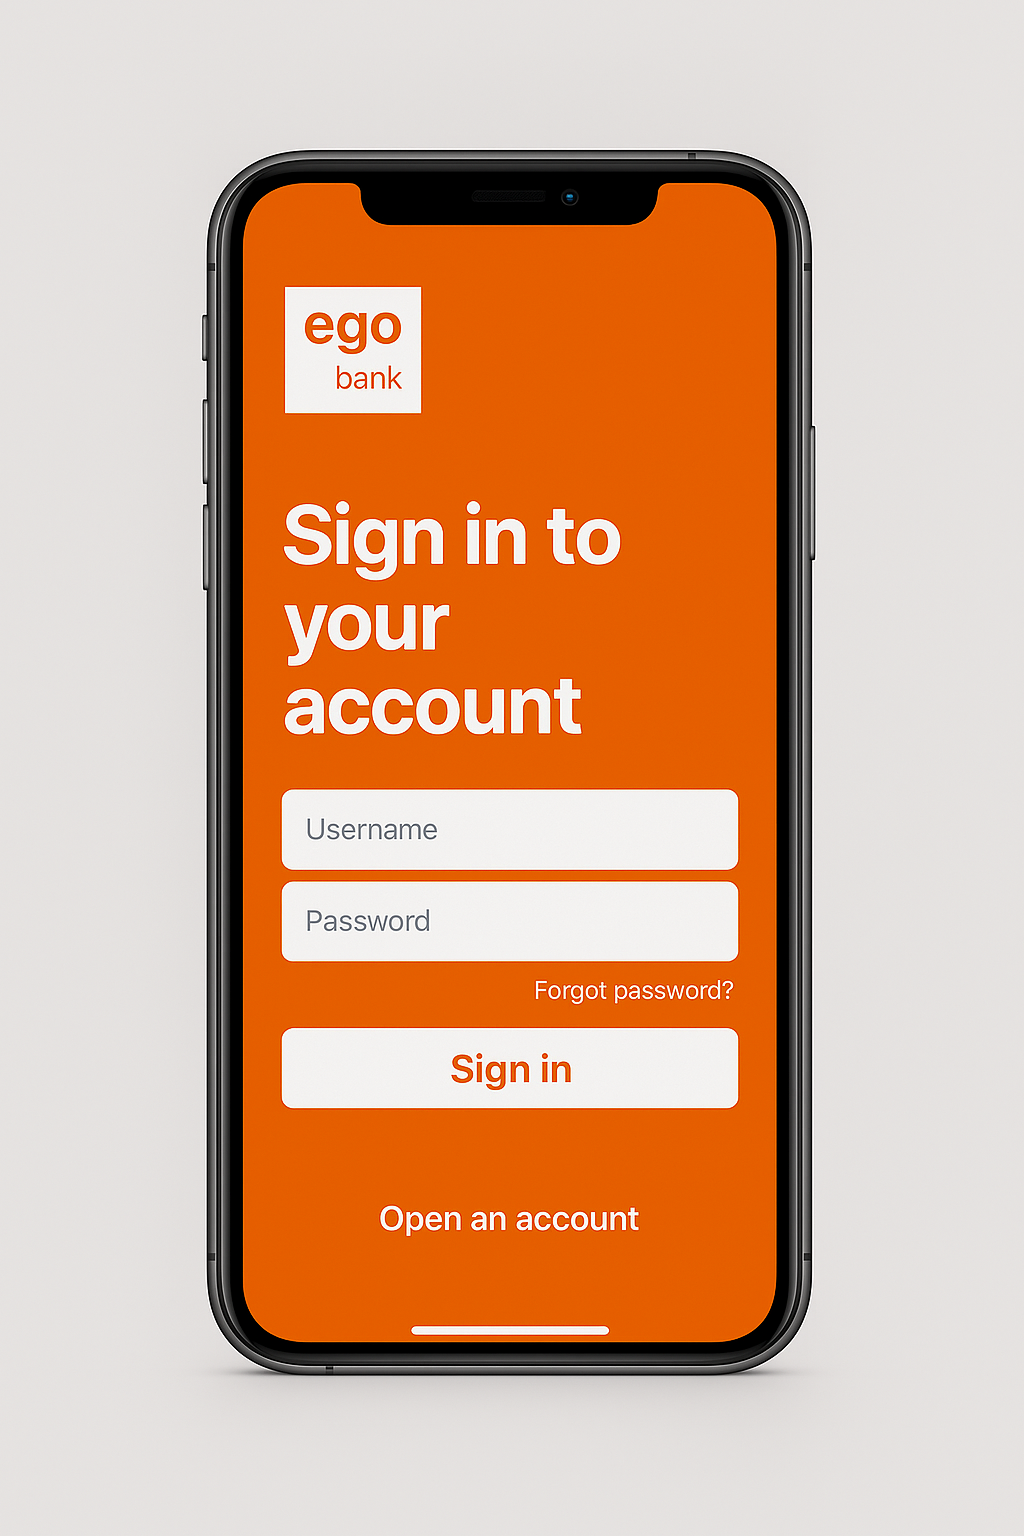 ego
bank
Sign in to
your
account
Username
Password
Forgot password?
Sign in
Open an account